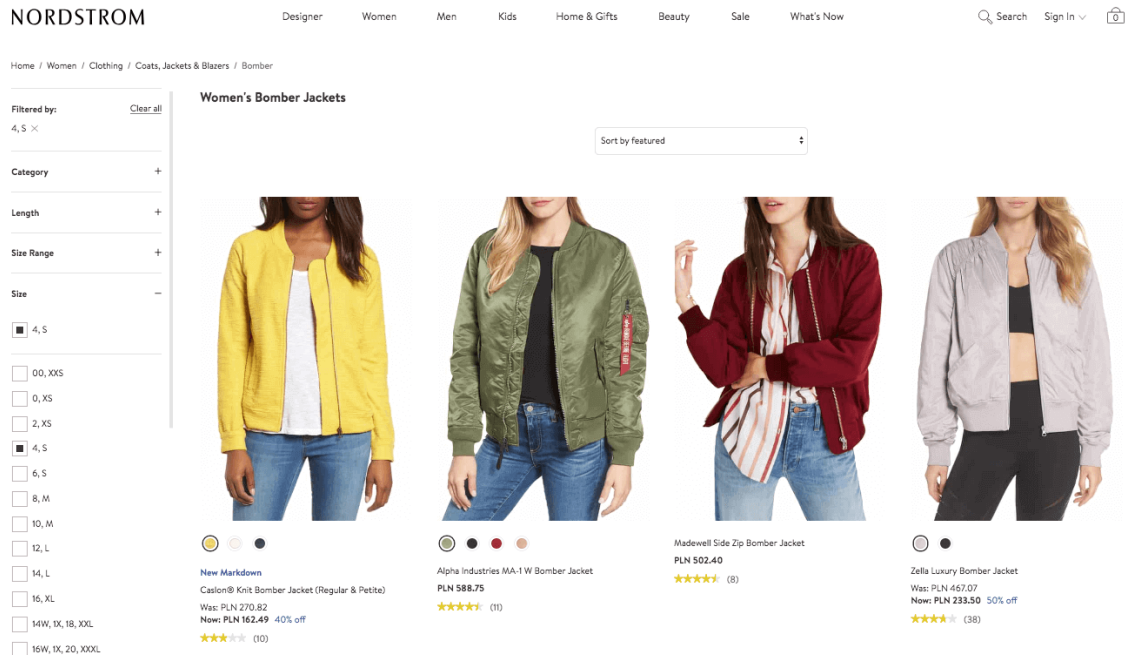 NORDSTROM
Designer Women Men Kids Home & Gifts Beauty Sale What's Now
Search Sign In 0
Home / Women / Clothing / Coats, Jackets & Blazers / Bomber
Filtered by: Clear all
4, S
Category
Length
Size Range
Size
4, S
00, XXS
0, XS
2, XS
4, S
6, S
8, M
10, M
12, L
14, L
16, XL
14W, 1X, 18, XXL
16W, 1X, 20, XXXL
Women's Bomber Jackets
Sort by featured
New Markdown
Caslon® Knit Bomber Jacket (Regular & Petite)
Was: PLN 270.82
Now: PLN 162.49 40% off
(10)
Alpha Industries MA-1 W Bomber Jacket
PLN 588.75
(11)
Madewell Side Zip Bomber Jacket
PLN 502.40
(8)
Zella Luxury Bomber Jacket
Was: PLN 467.07
Now: PLN 233.50 50% off
(38)